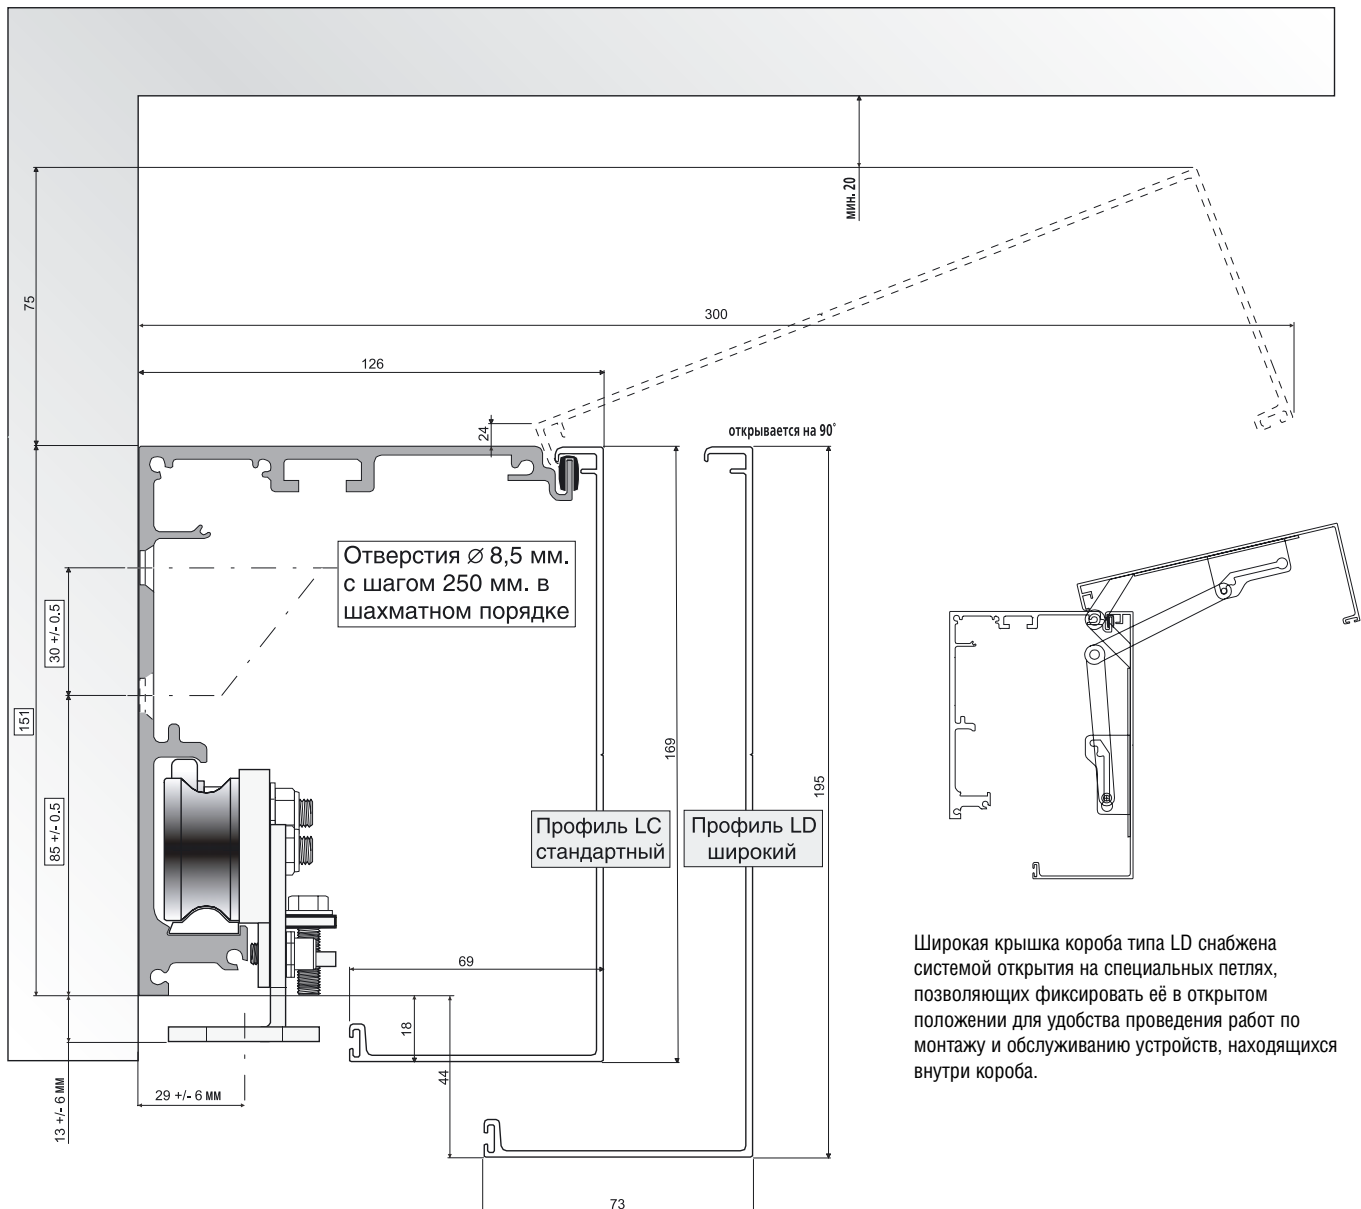 мин. 20
75
300
126
24
открывается на 90°
Отверстия ∅ 8,5 мм.
с шагом 250 мм. в
шахматном порядке
30 +/- 0.5
151
169
195
85 +/- 0.5
Профиль LC
стандартный
Профиль LD
широкий
69
18
44
13 +/- 6 мм
29 +/- 6 мм
73
Широкая крышка короба типа LD снабжена
системой открытия на специальных петлях,
позволяющих фиксировать её в открытом
положении для удобства проведения работ по
монтажу и обслуживанию устройств, находящихся
внутри короба.